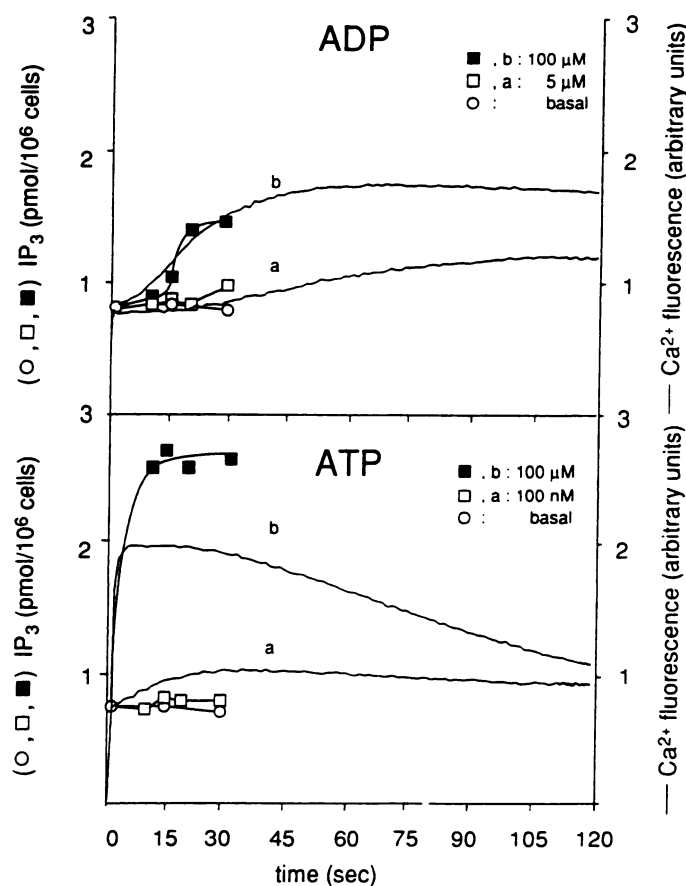 ADP
3
2
1
3
3
2
1
3
(○, □, ■) IP₃ (pmol/10⁶ cells)
— Ca²⁺ fluorescence (arbitrary units)
■ , b : 100 µM
□ , a : 5 µM
○ : basal
b
a
ATP
2
1
2
1
(○, □, ■) IP₃ (pmol/10⁶ cells)
— Ca²⁺ fluorescence (arbitrary units)
■ , b : 100 µM
□ , a : 100 nM
○ : basal
b
a
0 15 30 45 60 75 90 105 120
time (sec)